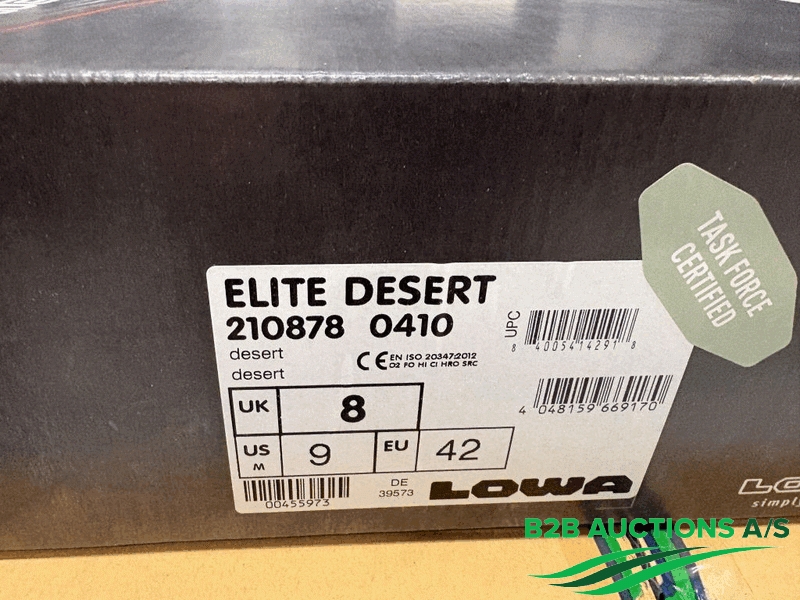 TASK FORCE
CERTIFIED
ELITE DESERT
210878 0410
desert
desert
CE EN ISO 20347:2012
O2 FO HI CI HRO SRC
UPC
8 40054 14291 8
UK 8
4 048159 669170
US M 9 EU 42
00455973
DE
39573
LOWA
LO
simply
B2B AUCTIONS A/S